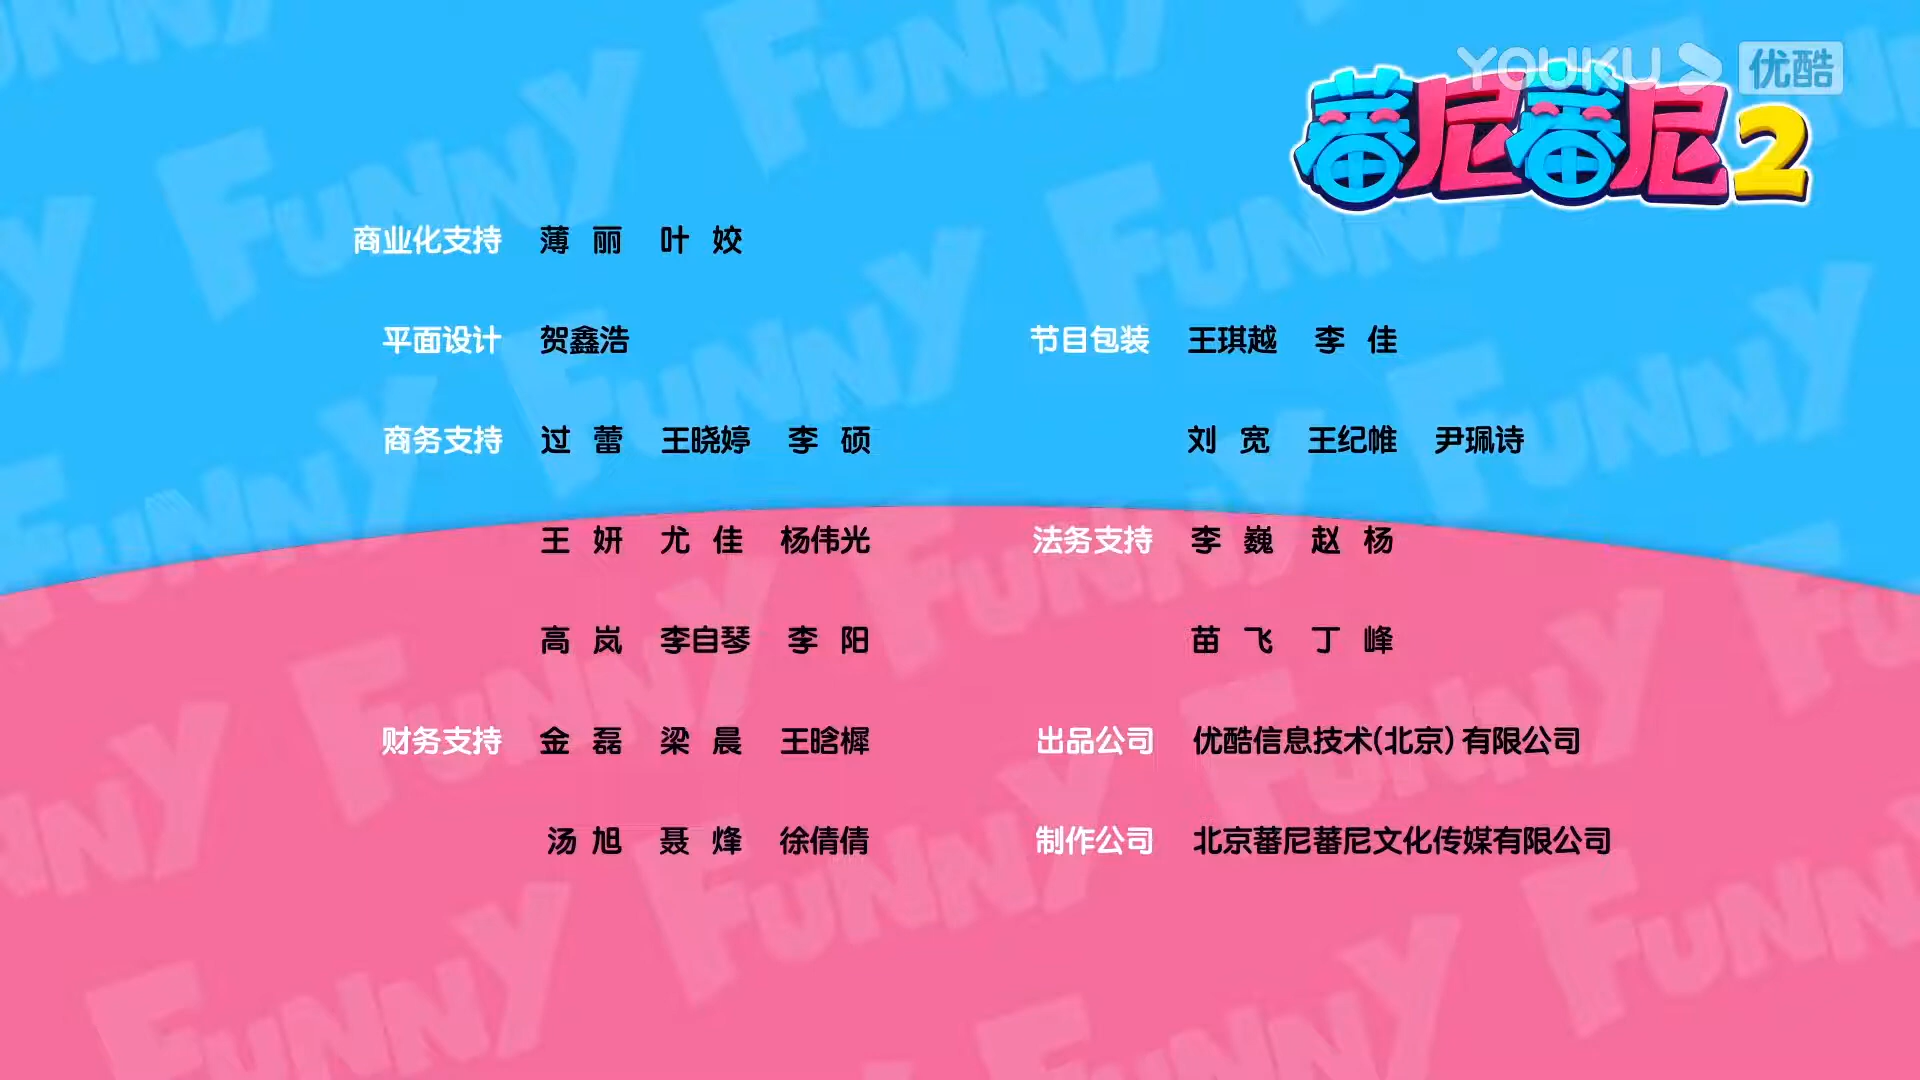 YOUKU 优酷
蕃尼蕃尼2
商业化支持 薄 丽 叶 姣
平面设计 贺鑫浩
商务支持 过 蕾 王晓婷 李 硕
王 妍 尤 佳 杨伟光
高 岚 李自琴 李 阳
财务支持 金 磊 梁 晨 王晗樨
汤 旭 聂 烽 徐倩倩
节目包装 王琪越 李 佳
刘 宽 王纪帷 尹珮诗
法务支持 李 巍 赵 杨
苗 飞 丁 峰
出品公司 优酷信息技术(北京)有限公司
制作公司 北京蕃尼蕃尼文化传媒有限公司
FUNNY FUNNY FUNNY